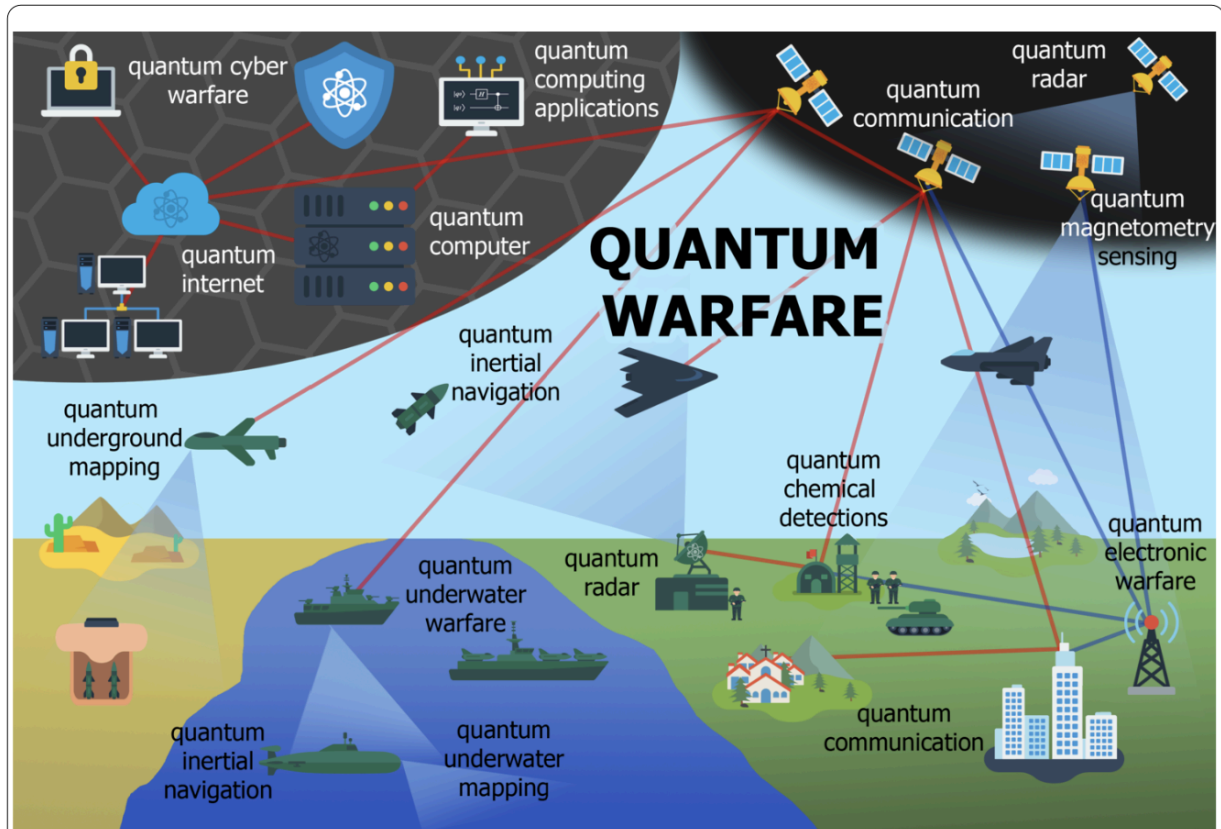 quantum cyber
warfare
quantum
computing
applications
quantum
communication
quantum
radar
quantum
internet
quantum
computer
quantum
magnetometry
sensing
QUANTUM
WARFARE
quantum
inertial
navigation
quantum
underground
mapping
quantum
chemical
detections
quantum
electronic
warfare
quantum
radar
quantum
underwater
warfare
quantum
communication
quantum
inertial
navigation
quantum
underwater
mapping